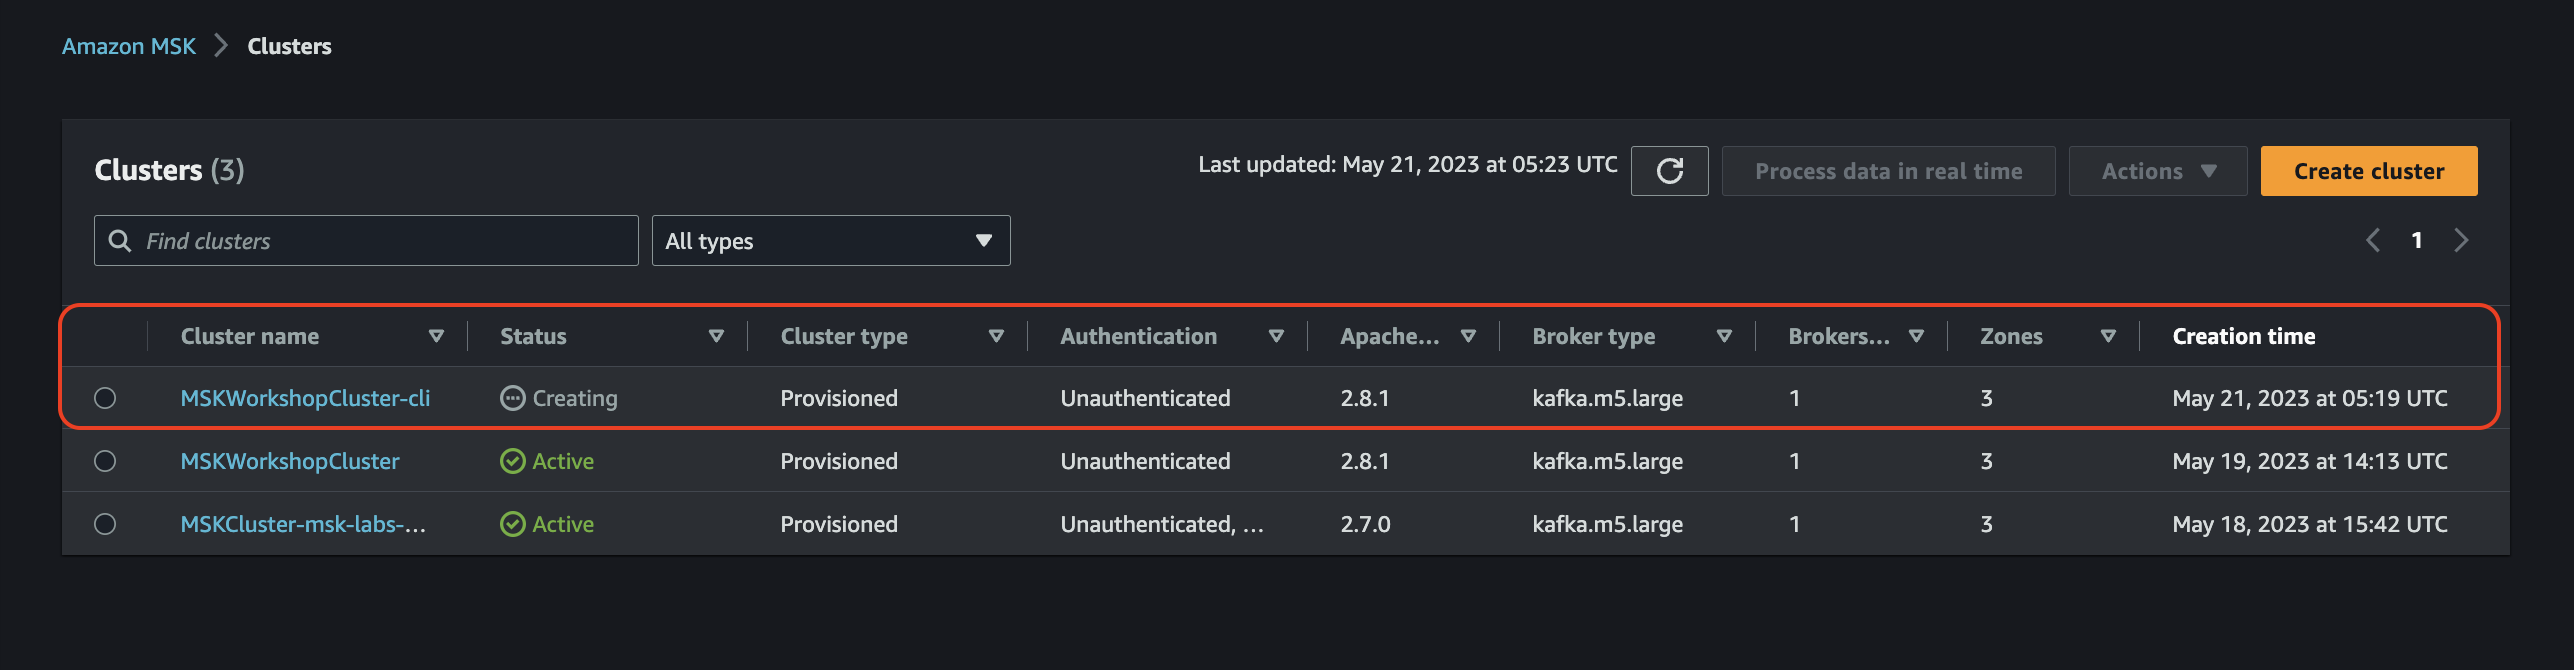 Amazon MSK > Clusters
Clusters (3) Last updated: May 21, 2023 at 05:23 UTC Process data in real time Actions Create cluster
Find clusters All types 1
Cluster name Status Cluster type Authentication Apache... Broker type Brokers... Zones Creation time
MSKWorkshopCluster-cli Creating Provisioned Unauthenticated 2.8.1 kafka.m5.large 1 3 May 21, 2023 at 05:19 UTC
MSKWorkshopCluster Active Provisioned Unauthenticated 2.8.1 kafka.m5.large 1 3 May 19, 2023 at 14:13 UTC
MSKCluster-msk-labs-... Active Provisioned Unauthenticated, ... 2.7.0 kafka.m5.large 1 3 May 18, 2023 at 15:42 UTC